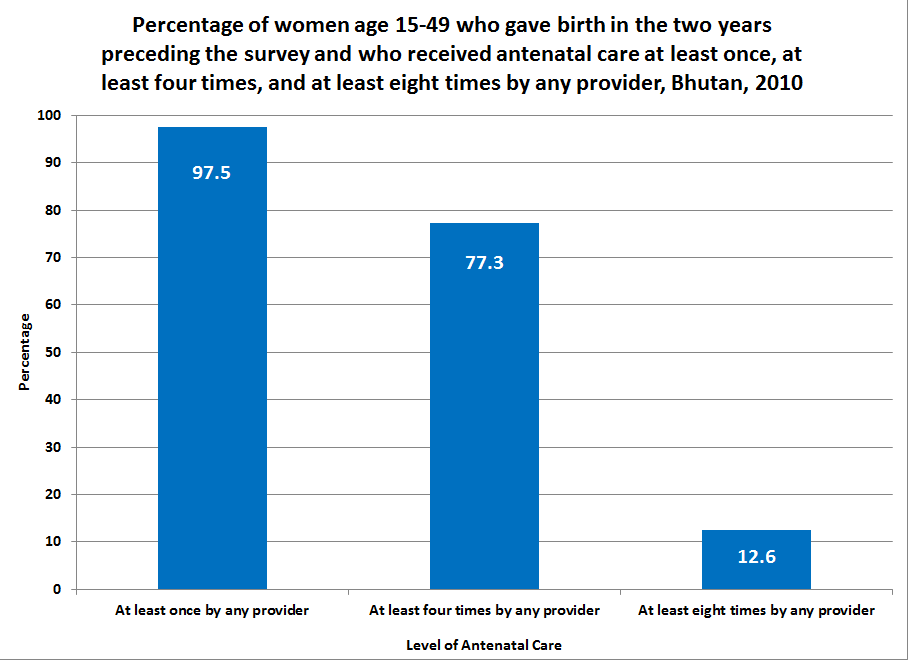 Percentage of women age 15-49 who gave birth in the two years
preceding the survey and who received antenatal care at least once, at
least four times, and at least eight times by any provider, Bhutan, 2010
100
90
80
70
60
50
40
30
20
10
0
Percentage
97.5
77.3
12.6
At least once by any provider
At least four times by any provider
At least eight times by any provider
Level of Antenatal Care